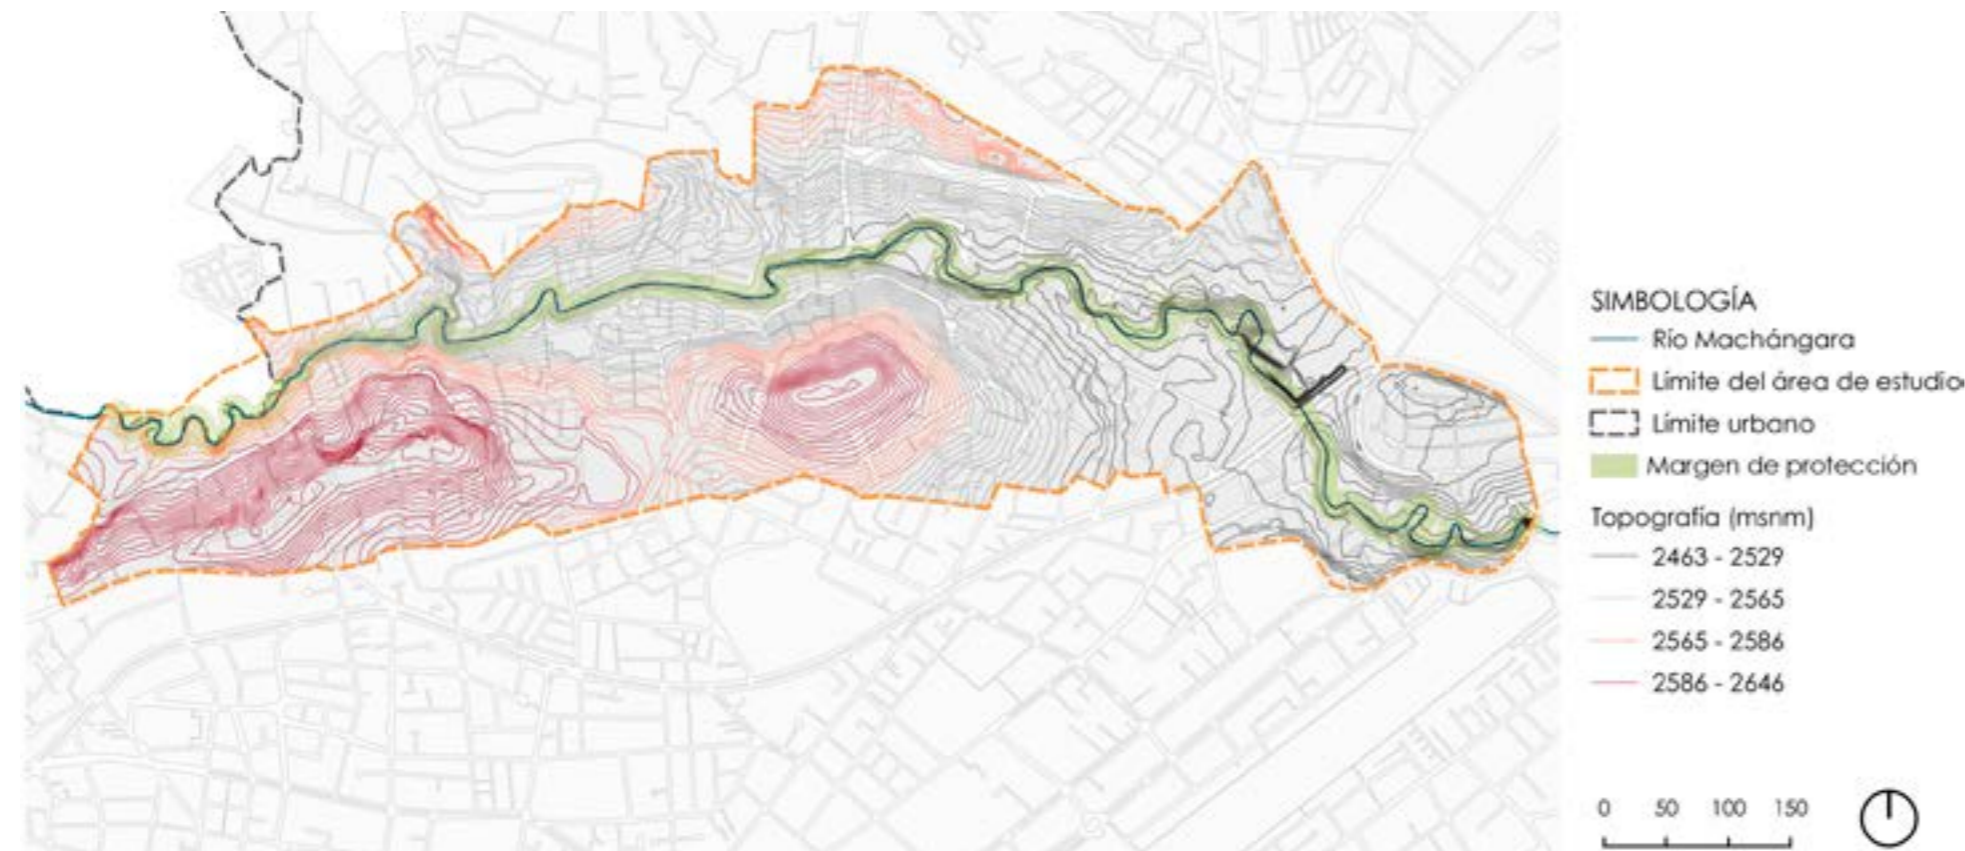 SIMBOLOGÍA
Río Machángara
Límite del área de estudio
Límite urbano
Margen de protección
Topografía (msnm)
2463 - 2529
2529 - 2565
2565 - 2586
2586 - 2646
0 50 100 150